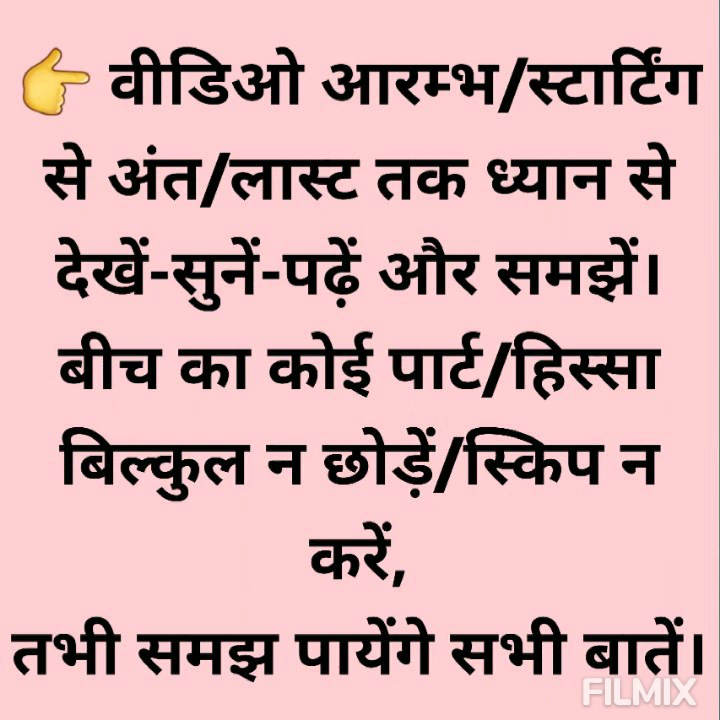 👉 वीडिओ आरम्भ/स्टार्टिंग
से अंत/लास्ट तक ध्यान से
देखें-सुनें-पढ़ें और समझें।
बीच का कोई पार्ट/हिस्सा
बिल्कुल न छोड़ें/स्किप न
करें,
तभी समझ पायेंगे सभी बातें।
FILMIX